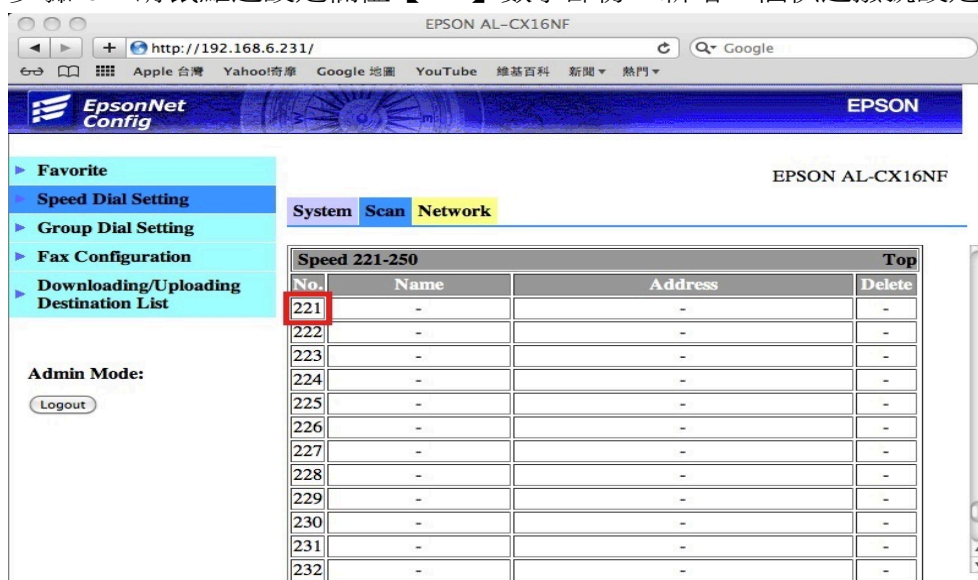 EPSON AL-CX16NF
http://192.168.6.231/
Google
Apple 台灣 Yahoo!奇摩 Google 地圖 YouTube 維基百科 新聞 熱門
EpsonNet
Config
EPSON
Favorite
Speed Dial Setting
Group Dial Setting
Fax Configuration
Downloading/Uploading
Destination List
Admin Mode:
Logout
EPSON AL-CX16NF
System Scan Network
Speed 221-250 Top
No. Name Address Delete
221 - - -
222 - - -
223 - - -
224 - - -
225 - - -
226 - - -
227 - - -
228 - - -
229 - - -
230 - - -
231 - - -
232 - - -